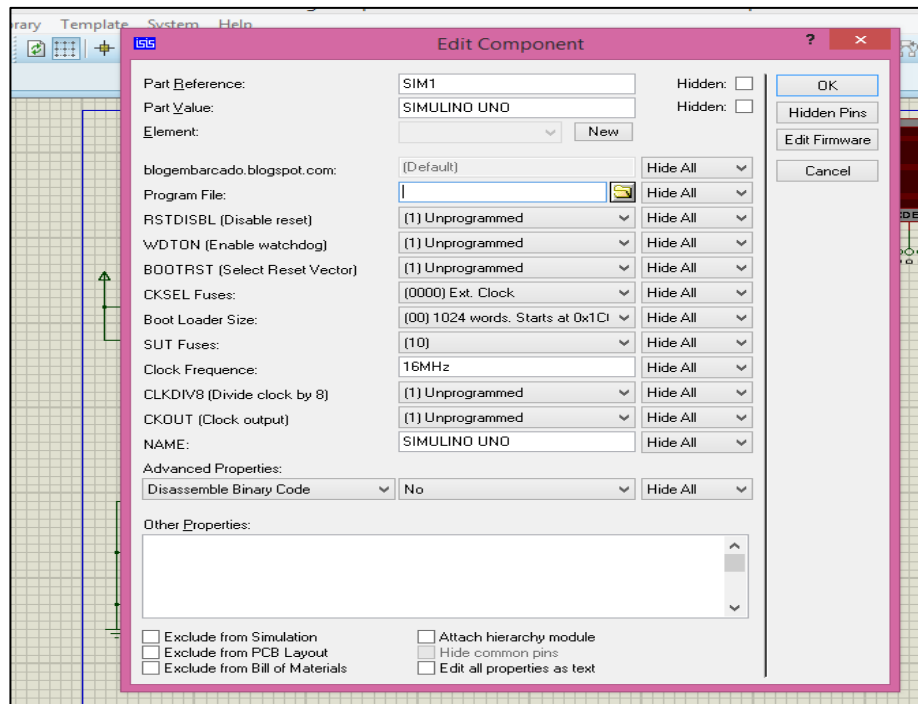 rary Template System Help
ISIS Edit Component ? ×
Part Reference: SIM1 Hidden:
Part Value: SIMULINO UNO Hidden:
Element: New
OK
Hidden Pins
Edit Firmware
Cancel
blogembarcado.blogspot.com: (Default) Hide All
Program File: Hide All
RSTDISBL (Disable reset) (1) Unprogrammed Hide All
WDTON (Enable watchdog) (1) Unprogrammed Hide All
BOOTRST (Select Reset Vector) (1) Unprogrammed Hide All
CKSEL Fuses: (0000) Ext. Clock Hide All
Boot Loader Size: (00) 1024 words. Starts at 0x1C Hide All
SUT Fuses: (10) Hide All
Clock Frequence: 16MHz Hide All
CLKDIV8 (Divide clock by 8) (1) Unprogrammed Hide All
CKOUT (Clock output) (1) Unprogrammed Hide All
NAME: SIMULINO UNO Hide All
Advanced Properties:
Disassemble Binary Code No Hide All
Other Properties:
Exclude from Simulation Attach hierarchy module
Exclude from PCB Layout Hide common pins
Exclude from Bill of Materials Edit all properties as text